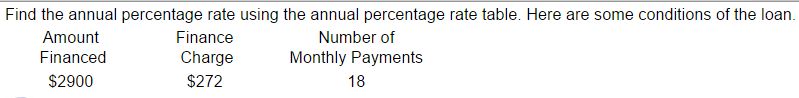 Find the annual percentage rate using the annual percentage rate table. Here are some conditions of the loan.
Amount Finance Number of
Financed Charge Monthly Payments
$2900 $272 18